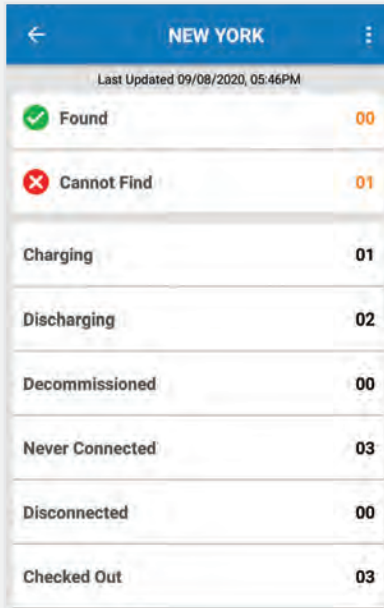 NEW YORK
Last Updated 09/08/2020, 05:46PM
Found 00
Cannot Find 01
Charging 01
Discharging 02
Decommissioned 00
Never Connected 03
Disconnected 00
Checked Out 03